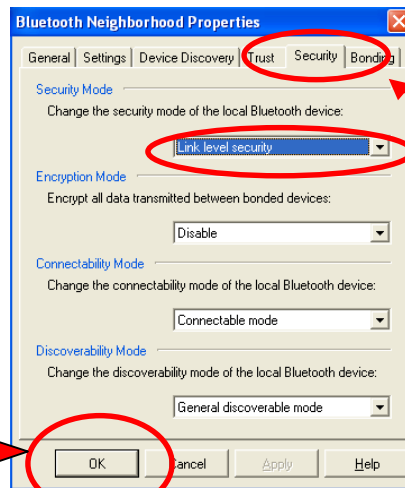 Bluetooth Neighborhood Properties
General Settings Device Discovery Trust Security Bonding
Security Mode
Change the security mode of the local Bluetooth device:
Link level security
Encryption Mode
Encrypt all data transmitted between bonded devices:
Disable
Connectability Mode
Change the connectability mode of the local Bluetooth device:
Connectable mode
Discoverability Mode
Change the discoverability mode of the local Bluetooth device:
General discoverable mode
OK Cancel Apply Help